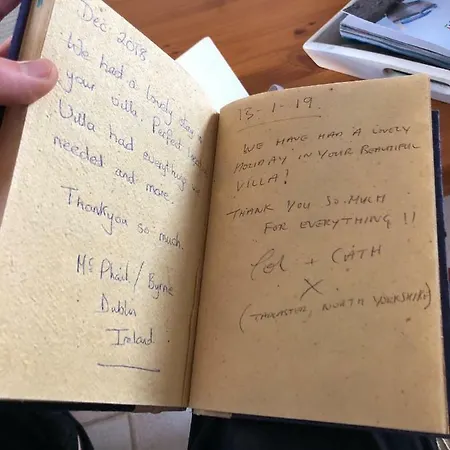 Dec. 2018
We had a lovely stay in
your villa. Perfect
Villa had everything we
needed and more.
Thankyou so much.
McPhail / Byrne
Dublin
Ireland
13-1-19.
WE HAVE HAD A LOVELY
HOLIDAY IN YOUR BEAUTIFUL
VILLA!
THANK YOU SO MUCH
FOR EVERYTHING !!
Col + CATH
X
(TADCASTER, NORTH YORKSHIRE)